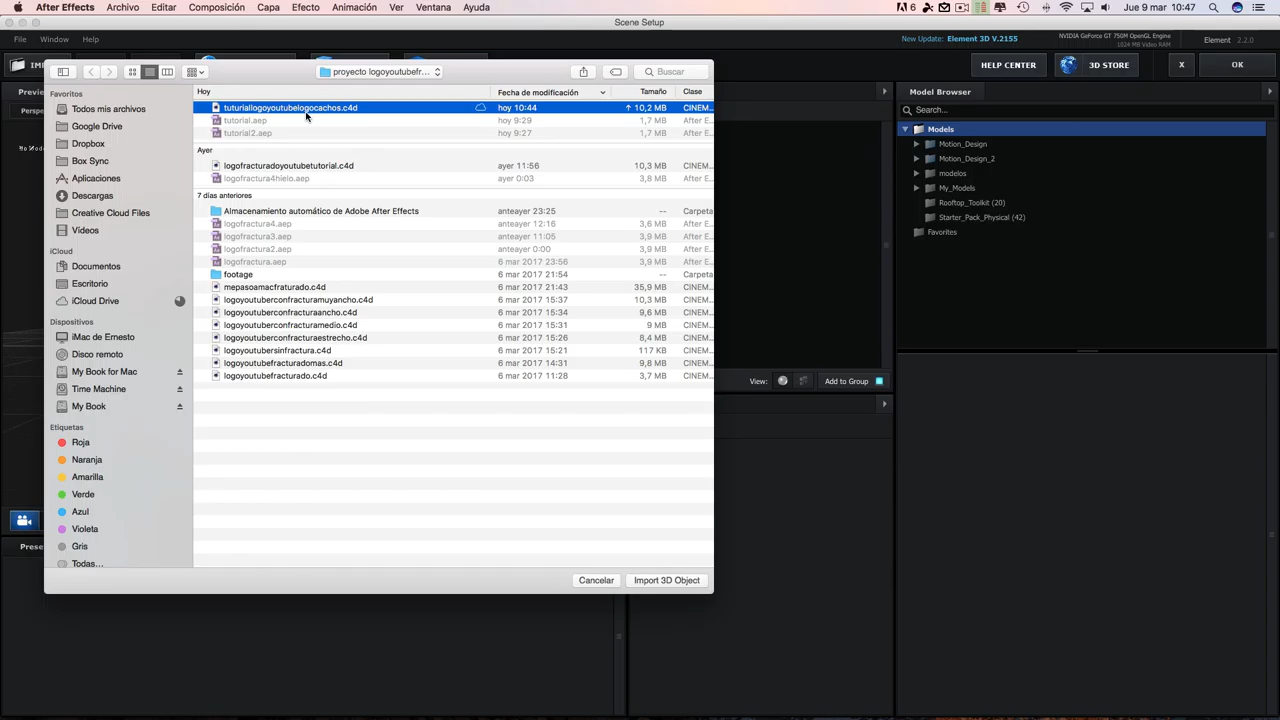 After Effects Archivo Editar Composición Capa Efecto Animación Ver Ventana Ayuda 6 Jue 9 mar 10:47
Scene Setup
File Window Help New Update: Element 3D V.2155 NVIDIA GeForce GT 750M OpenGL Engine Element 2.2.0
1024 MB Video RAM
HELP CENTER 3D STORE X OK
proyecto logoyoutubefr... Buscar
Favoritos
Todos mis archivos
Google Drive
Dropbox
Box Sync
Aplicaciones
Descargas
Creative Cloud Files
Vídeos
iCloud
Documentos
Escritorio
iCloud Drive
Dispositivos
iMac de Ernesto
Disco remoto
My Book for Mac
Time Machine
My Book
Etiquetas
Roja
Naranja
Amarilla
Verde
Azul
Violeta
Gris
Todas...
Hoy Fecha de modificación Tamaño Clase
tuturiallogoyoutubelogocachos.c4d hoy 10:44 10,2 MB CINEM...
tutorial.aep hoy 9:29 1,7 MB After E...
tutorial2.aep hoy 9:27 1,7 MB After E...
Ayer
logofracturadoyoutubetutorial.c4d ayer 11:56 10,3 MB CINEM...
logofractura4hielo.aep ayer 0:03 3,8 MB After E...
7 días anteriores
Almacenamiento automático de Adobe After Effects anteayer 23:25 -- Carpeta
logofractura4.aep anteayer 12:16 3,6 MB After E...
logofractura3.aep anteayer 11:05 3,9 MB After E...
logofractura2.aep anteayer 0:00 3,9 MB After E...
logofractura.aep 6 mar 2017 23:56 3,9 MB After E...
footage 6 mar 2017 21:54 -- Carpeta
mepasoamacfraturado.c4d 6 mar 2017 21:43 35,9 MB CINEM...
logoyoutuberconfracturamuyancho.c4d 6 mar 2017 15:37 10,3 MB CINEM...
logoyoutuberconfracturaancho.c4d 6 mar 2017 15:34 9,6 MB CINEM...
logoyoutuberconfracturamedio.c4d 6 mar 2017 15:31 9 MB CINEM...
logoyoutuberconfracturaestrecho.c4d 6 mar 2017 15:26 8,4 MB CINEM...
logoyoutubersinfractura.c4d 6 mar 2017 15:21 117 KB CINEM...
logoyoutubefracturadomas.c4d 6 mar 2017 14:31 9,8 MB CINEM...
logoyoutubefracturado.c4d 6 mar 2017 11:28 3,7 MB CINEM...
Cancelar Import 3D Object
View: Add to Group
Model Browser
Search...
Models
Motion_Design
Motion_Design_2
modelos
My_Models
Rooftop_Toolkit (20)
Starter_Pack_Physical (42)
Favorites